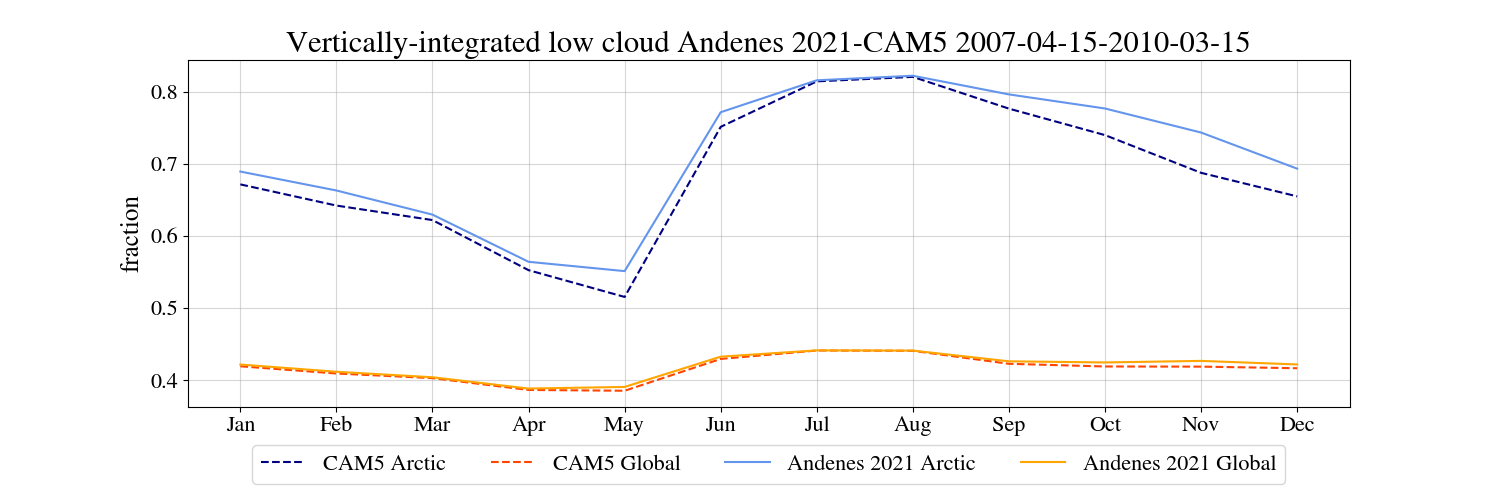 Vertically-integrated low cloud Andenes 2021-CAM5 2007-04-15-2010-03-15
fraction
0.8
0.7
0.6
0.5
0.4
Jan Feb Mar Apr May Jun Jul Aug Sep Oct Nov Dec
CAM5 Arctic CAM5 Global Andenes 2021 Arctic Andenes 2021 Global